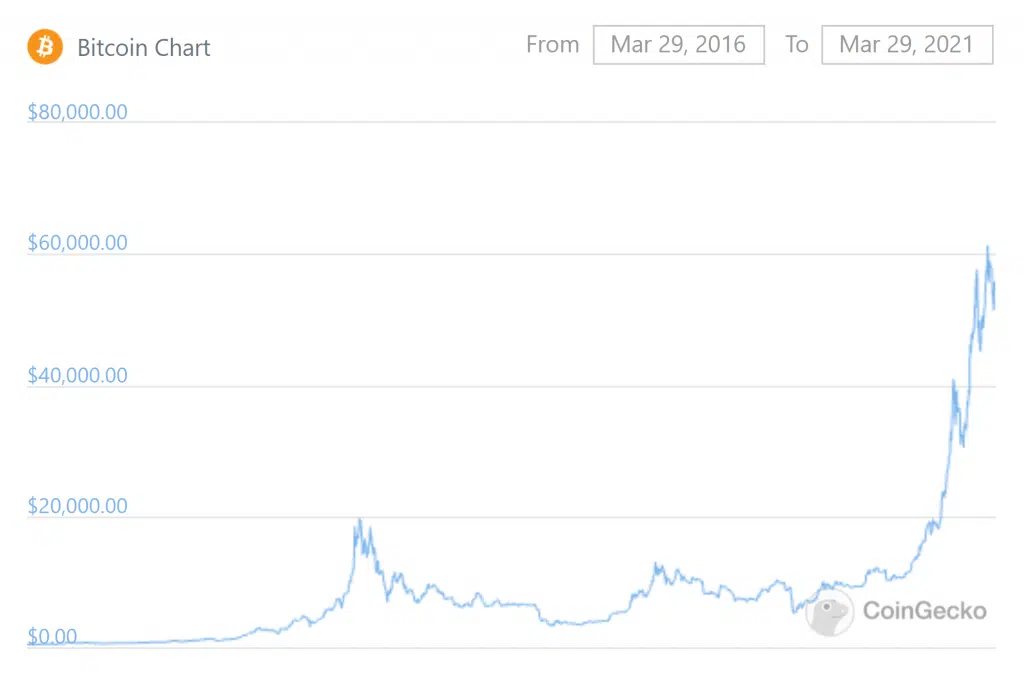 Bitcoin Chart From Mar 29, 2016 To Mar 29, 2021
$80,000.00
$60,000.00
$40,000.00
$20,000.00
CoinGecko
$0.00